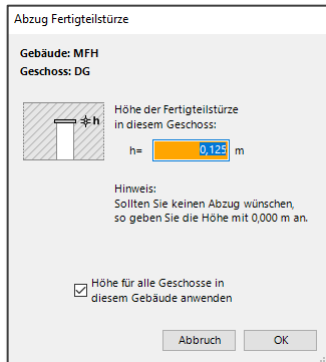 Abzug Fertigteilstürze
Gebäude: MFH
Geschoss: DG
h
Höhe der Fertigteilstürze
in diesem Geschoss:
h= 0,125 m
Hinweis:
Sollten Sie keinen Abzug wünschen,
so geben Sie die Höhe mit 0,000 m an.
Höhe für alle Geschosse in
diesem Gebäude anwenden
Abbruch OK